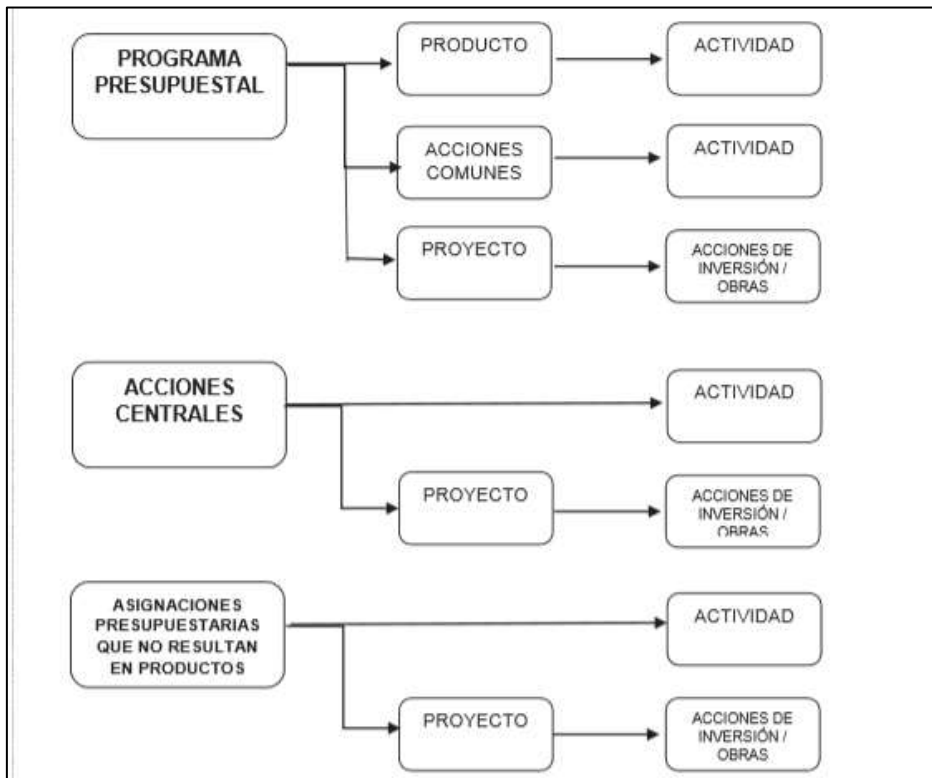 PROGRAMA
PRESUPUESTAL
PRODUCTO
ACTIVIDAD
ACCIONES
COMUNES
ACTIVIDAD
PROYECTO
ACCIONES DE
INVERSIÓN /
OBRAS
ACCIONES
CENTRALES
ACTIVIDAD
PROYECTO
ACCIONES DE
INVERSIÓN /
OBRAS
ASIGNACIONES
PRESUPUESTARIAS
QUE NO RESULTAN
EN PRODUCTOS
ACTIVIDAD
PROYECTO
ACCIONES DE
INVERSIÓN /
OBRAS